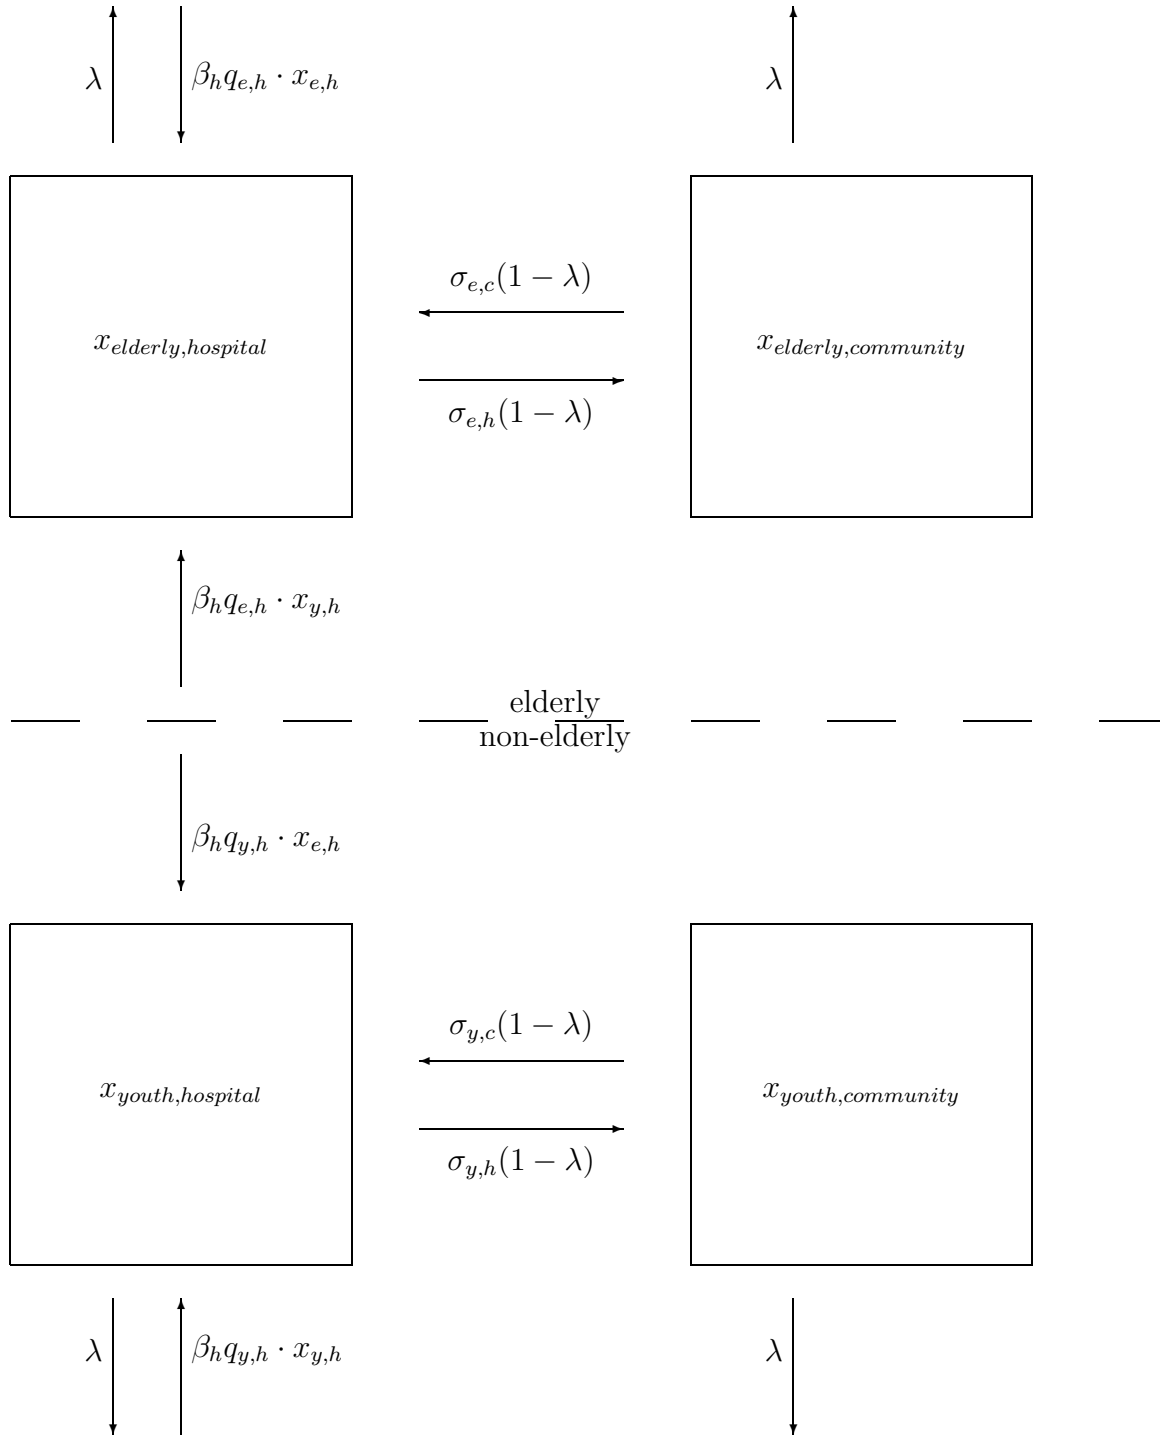 λ
β_h q_{e,h} · x_{e,h}
λ
σ_{e,c}(1 − λ)
x_{elderly,hospital}
x_{elderly,community}
σ_{e,h}(1 − λ)
β_h q_{e,h} · x_{y,h}
elderly
non-elderly
β_h q_{y,h} · x_{e,h}
σ_{y,c}(1 − λ)
x_{youth,hospital}
x_{youth,community}
σ_{y,h}(1 − λ)
λ
β_h q_{y,h} · x_{y,h}
λ